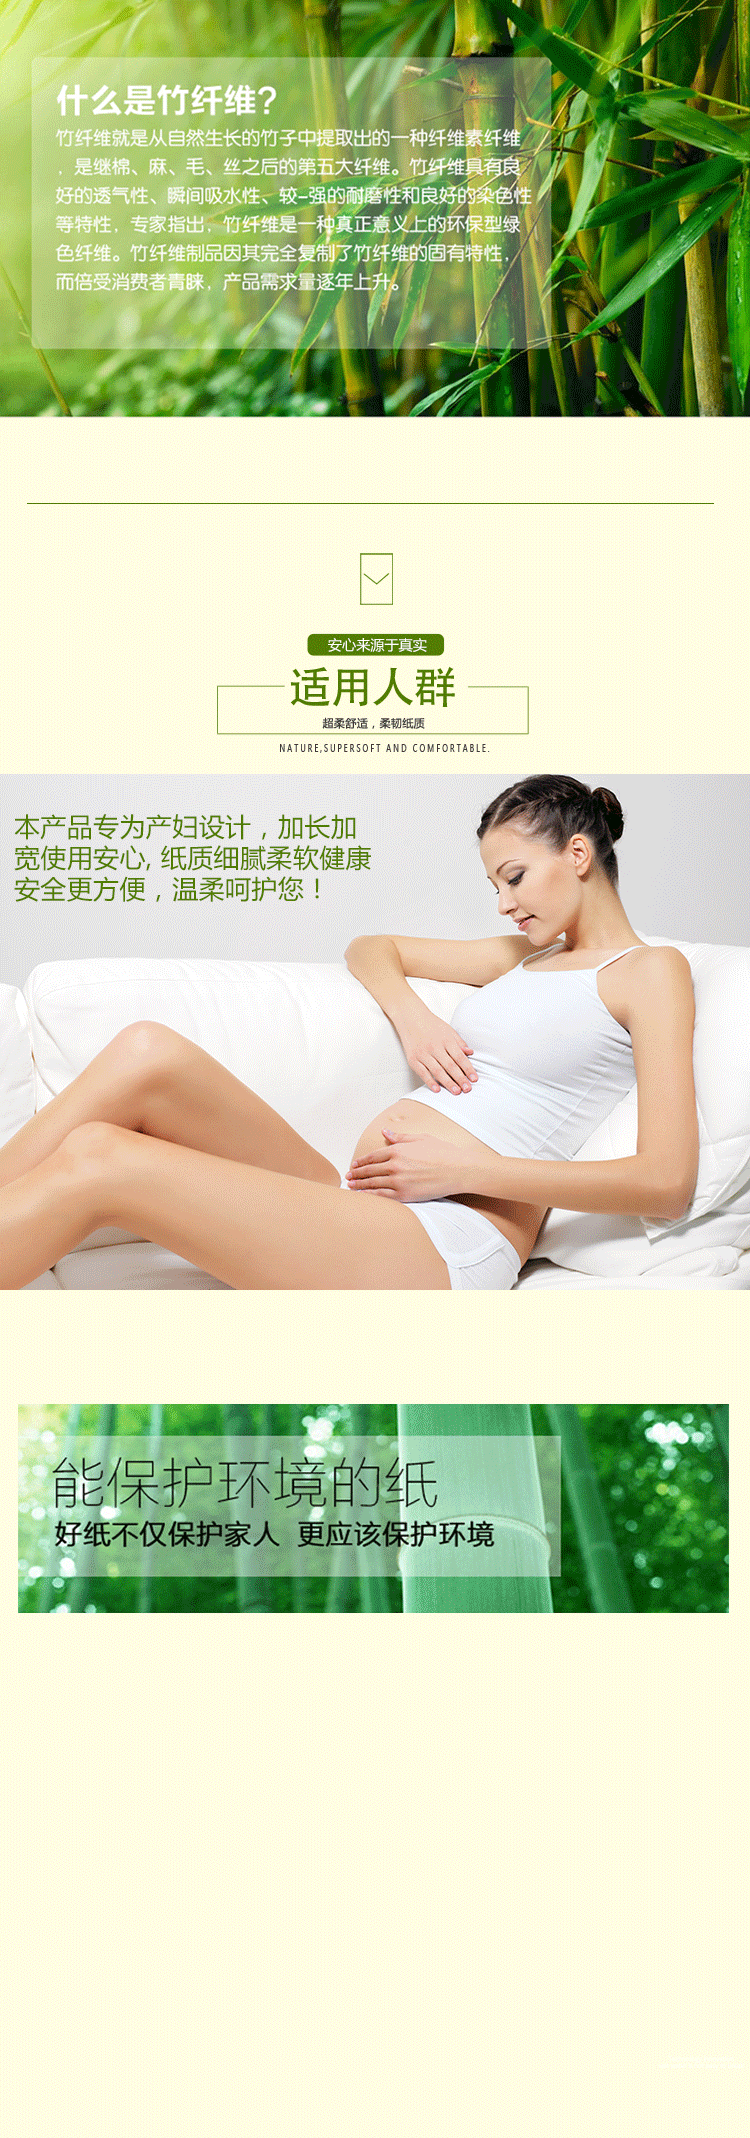 什么是竹纤维?
竹纤维就是从自然生长的竹子中提取出的一种纤维素纤维
，是继棉、麻、毛、丝之后的第五大纤维。竹纤维具有良
好的透气性、瞬间吸水性、较-强的耐磨性和良好的染色性
等特性，专家指出，竹纤维是一种真正意义上的环保型绿
色纤维。竹纤维制品因其完全复制了竹纤维的固有特性，
而倍受消费者青睐，产品需求量逐年上升。
安心来源于真实
适用人群
超柔舒适，柔韧纸质
NATURE,SUPERSOFT AND COMFORTABLE.
本产品专为产妇设计，加长加
宽使用安心, 纸质细腻柔软健康
安全更方便，温柔呵护您！
能保护环境的纸
好纸不仅保护家人 更应该保护环境